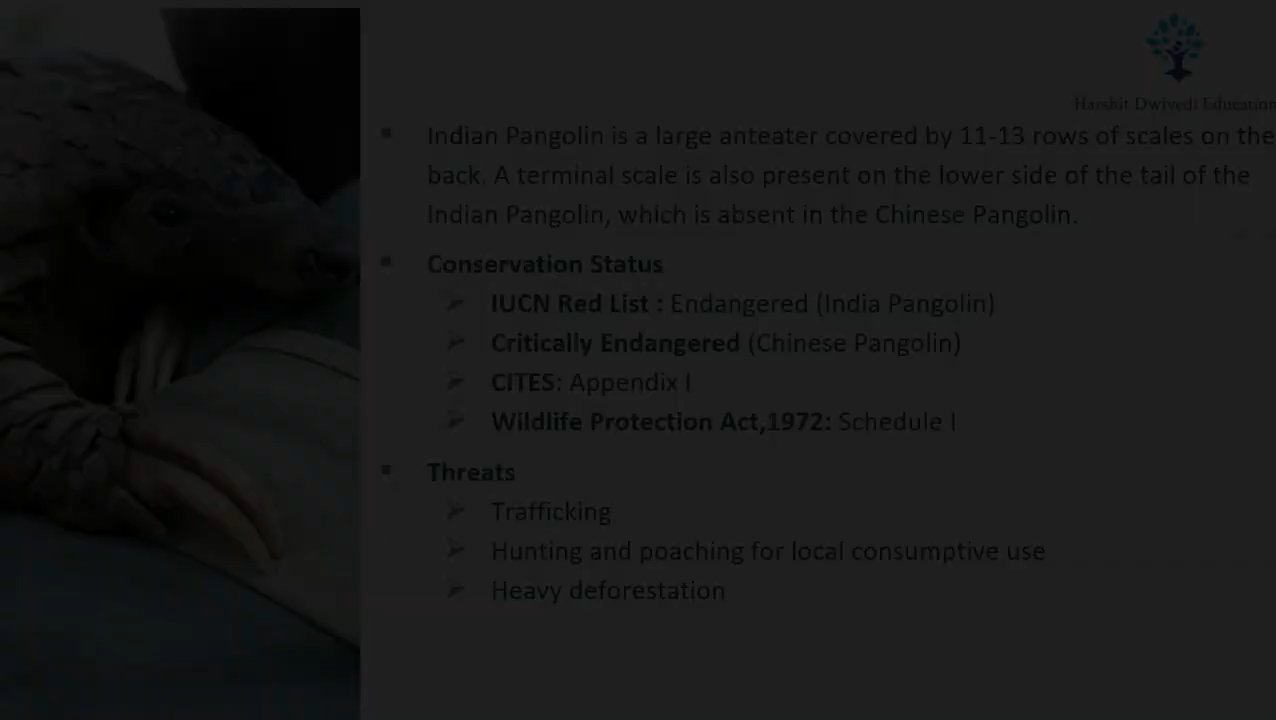 Harshit Dwivedi Education
▪ Indian Pangolin is a large anteater covered by 11-13 rows of scales on the
back. A terminal scale is also present on the lower side of the tail of the
Indian Pangolin, which is absent in the Chinese Pangolin.
▪ Conservation Status
➢ IUCN Red List : Endangered (India Pangolin)
➢ Critically Endangered (Chinese Pangolin)
➢ CITES: Appendix I
➢ Wildlife Protection Act,1972: Schedule I
▪ Threats
➢ Trafficking
➢ Hunting and poaching for local consumptive use
➢ Heavy deforestation